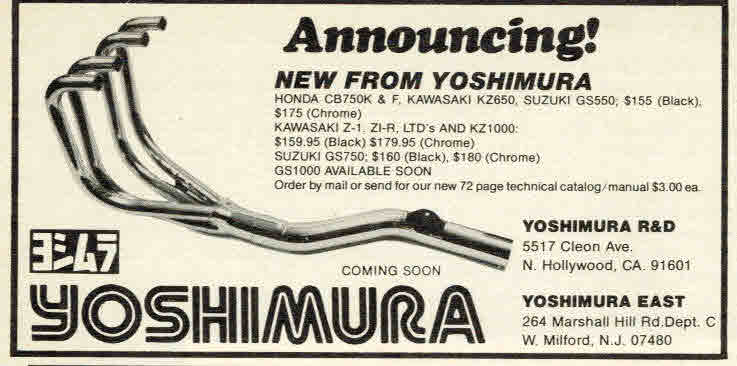 Announcing!
NEW FROM YOSHIMURA
HONDA CB750K & F, KAWASAKI KZ650, SUZUKI GS550; $155 (Black),
$175 (Chrome)
KAWASAKI Z-1, ZI-R, LTD's AND KZ1000:
$159.95 (Black) $179.95 (Chrome)
SUZUKI GS750; $160 (Black), $180 (Chrome)
GS1000 AVAILABLE SOON
Order by mail or send for our new 72 page technical catalog/manual $3.00 ea.
COMING SOON
ヨシムラ
YOSHIMURA
YOSHIMURA R&D
5517 Cleon Ave.
N. Hollywood, CA. 91601
YOSHIMURA EAST
264 Marshall Hill Rd.Dept. C
W. Milford, N.J. 07480